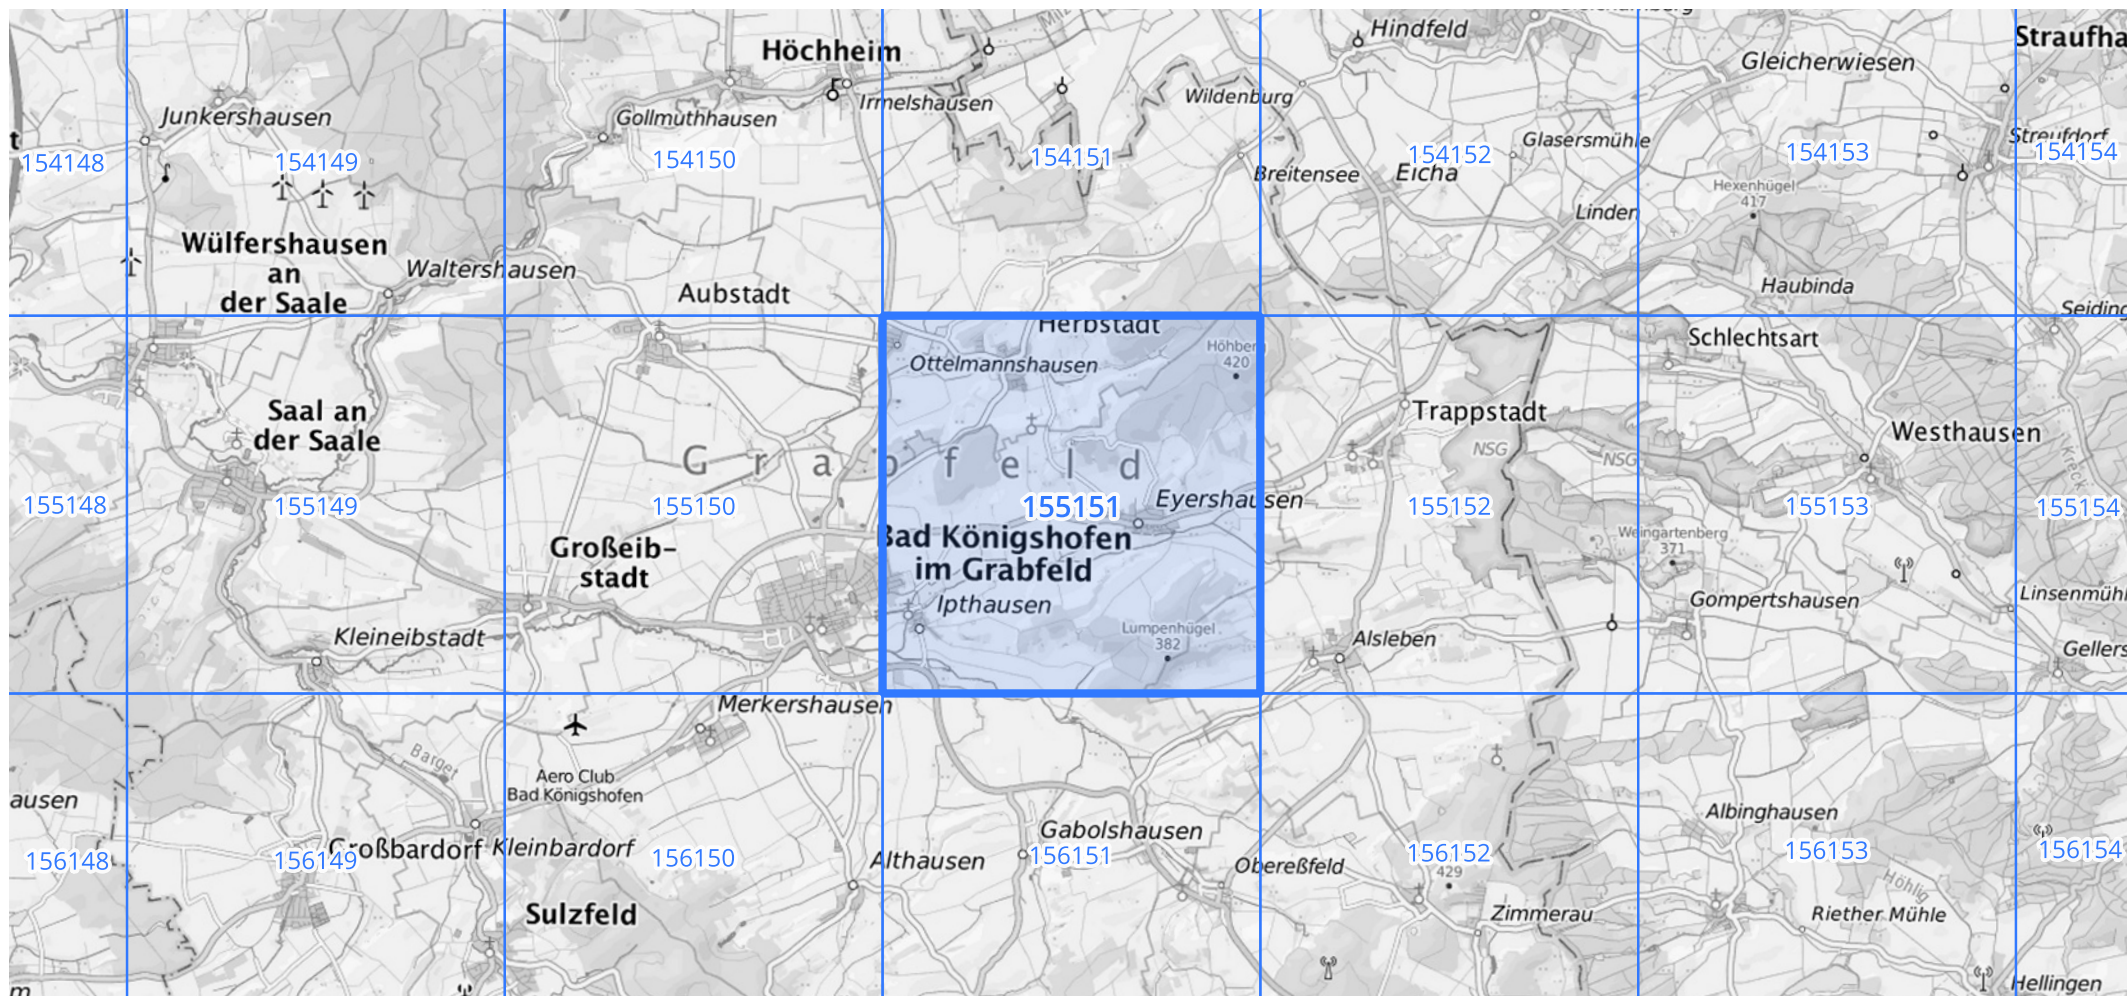 Hindfeld
Straufha
Höchheim
Gleicherwiesen
Irmelshausen
Wildenburg
Junkershausen
Gollmuthhausen
Glasersmühle
Streufdorf
154148
154149
154150
154151
154152
154153
154154
Breitensee
Eicha
Hexenhügel
417
Linden
Wülfershausen
an
der Saale
Waltershausen
Aubstadt
Haubinda
Seiding
Herbstadt
Schlechtsart
Höhberg
420
Ottelmannshausen
Saal an
der Saale
Trappstadt
Westhausen
NSG
NSG
Grabfeld
Kreck
155148
155149
155150
155151
155152
155153
155154
Eyershausen
Bad Königshofen
im Grabfeld
Weingartenberg
371
Großeib-
stadt
Ipthausen
Gompertshausen
Linsenmühl
Kleineibstadt
Lumpenhügel
382
Alsleben
Gellers
Merkershausen
Barget
Aero Club
Bad Königshofen
ausen
Albinghausen
Großbardorf
Kleinbardorf
Gabolshausen
Althausen
Obereßfeld
156148
156149
156150
156151
156152
156153
156154
429
Höhlig
Sulzfeld
Zimmerau
Riether Mühle
Hellingen
m